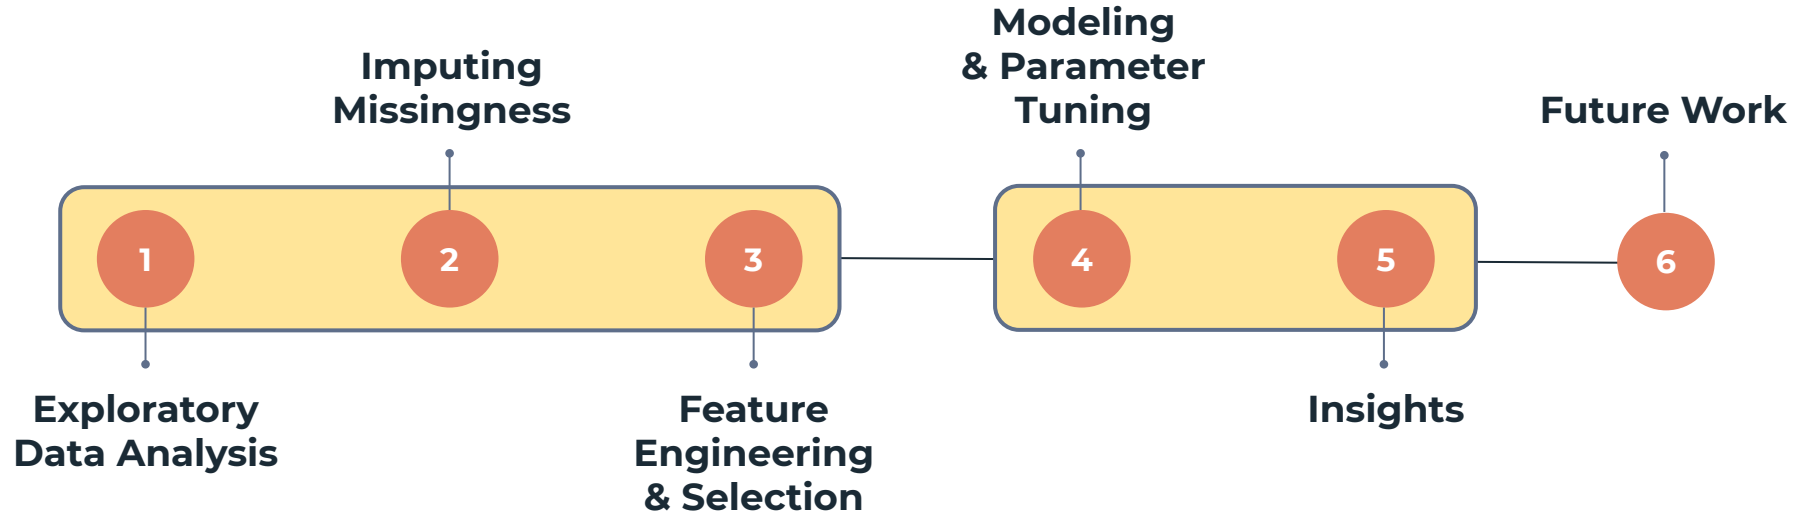 1
Exploratory
Data Analysis
2
Imputing
Missingness
3
Feature
Engineering
& Selection
4
Modeling
& Parameter
Tuning
5
Insights
6
Future Work